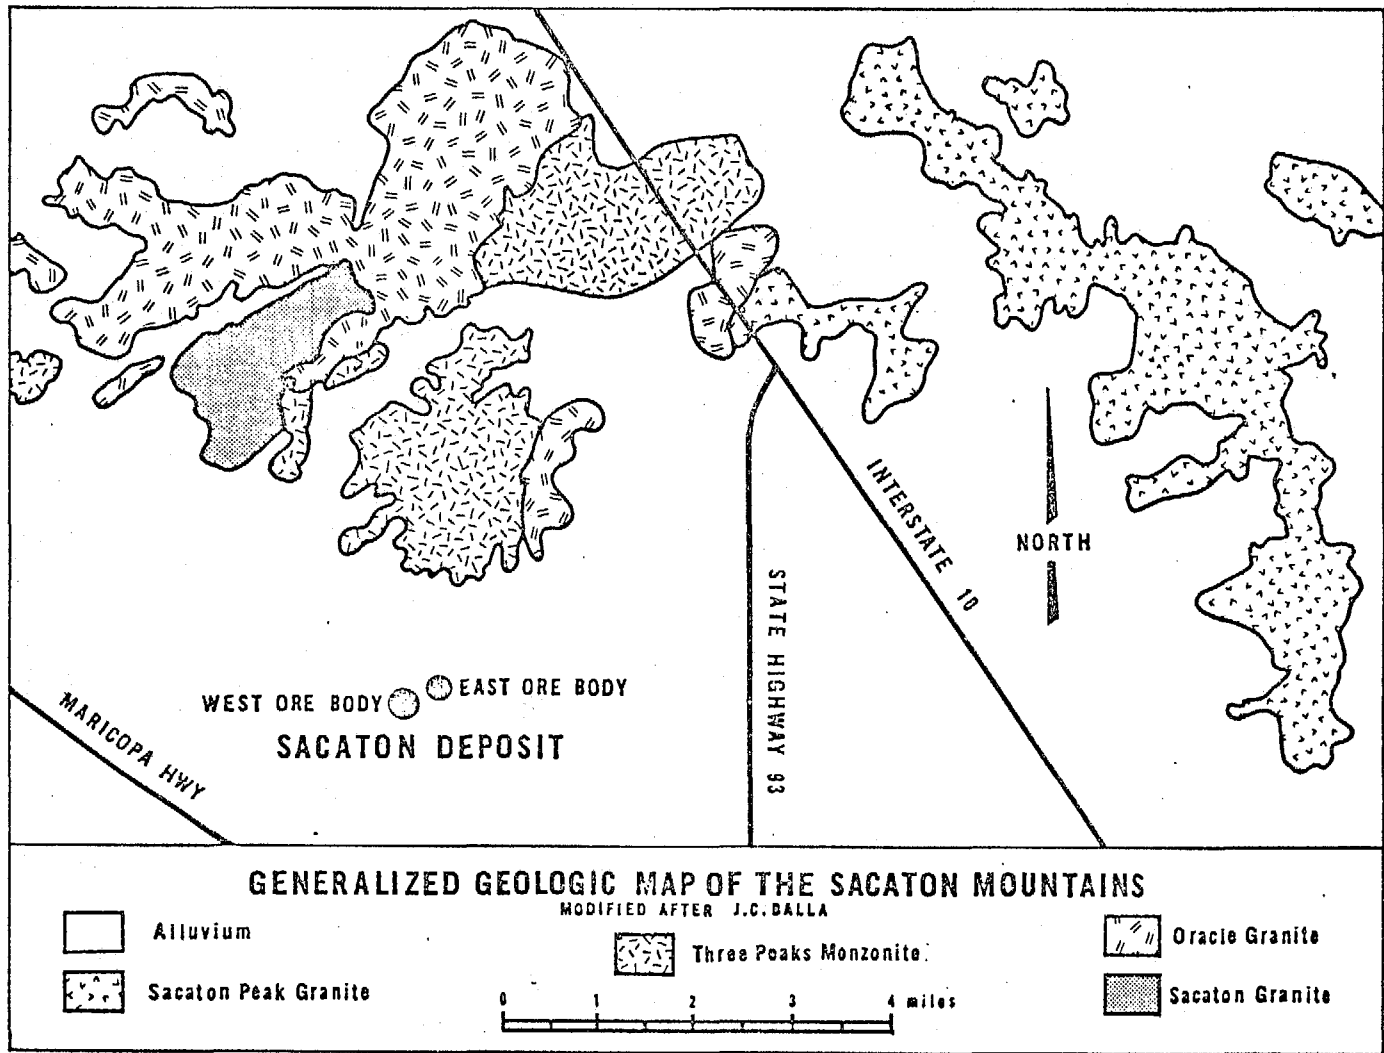 INTERSTATE 10
NORTH
STATE HIGHWAY 93
WEST ORE BODY
EAST ORE BODY
SACATON DEPOSIT
MARICOPA HWY
GENERALIZED GEOLOGIC MAP OF THE SACATON MOUNTAINS
MODIFIED AFTER J.C. BALLA
Alluvium
Sacaton Peak Granite
Three Peaks Monzonite
Oracle Granite
Sacaton Granite
0 1 2 3 4 miles